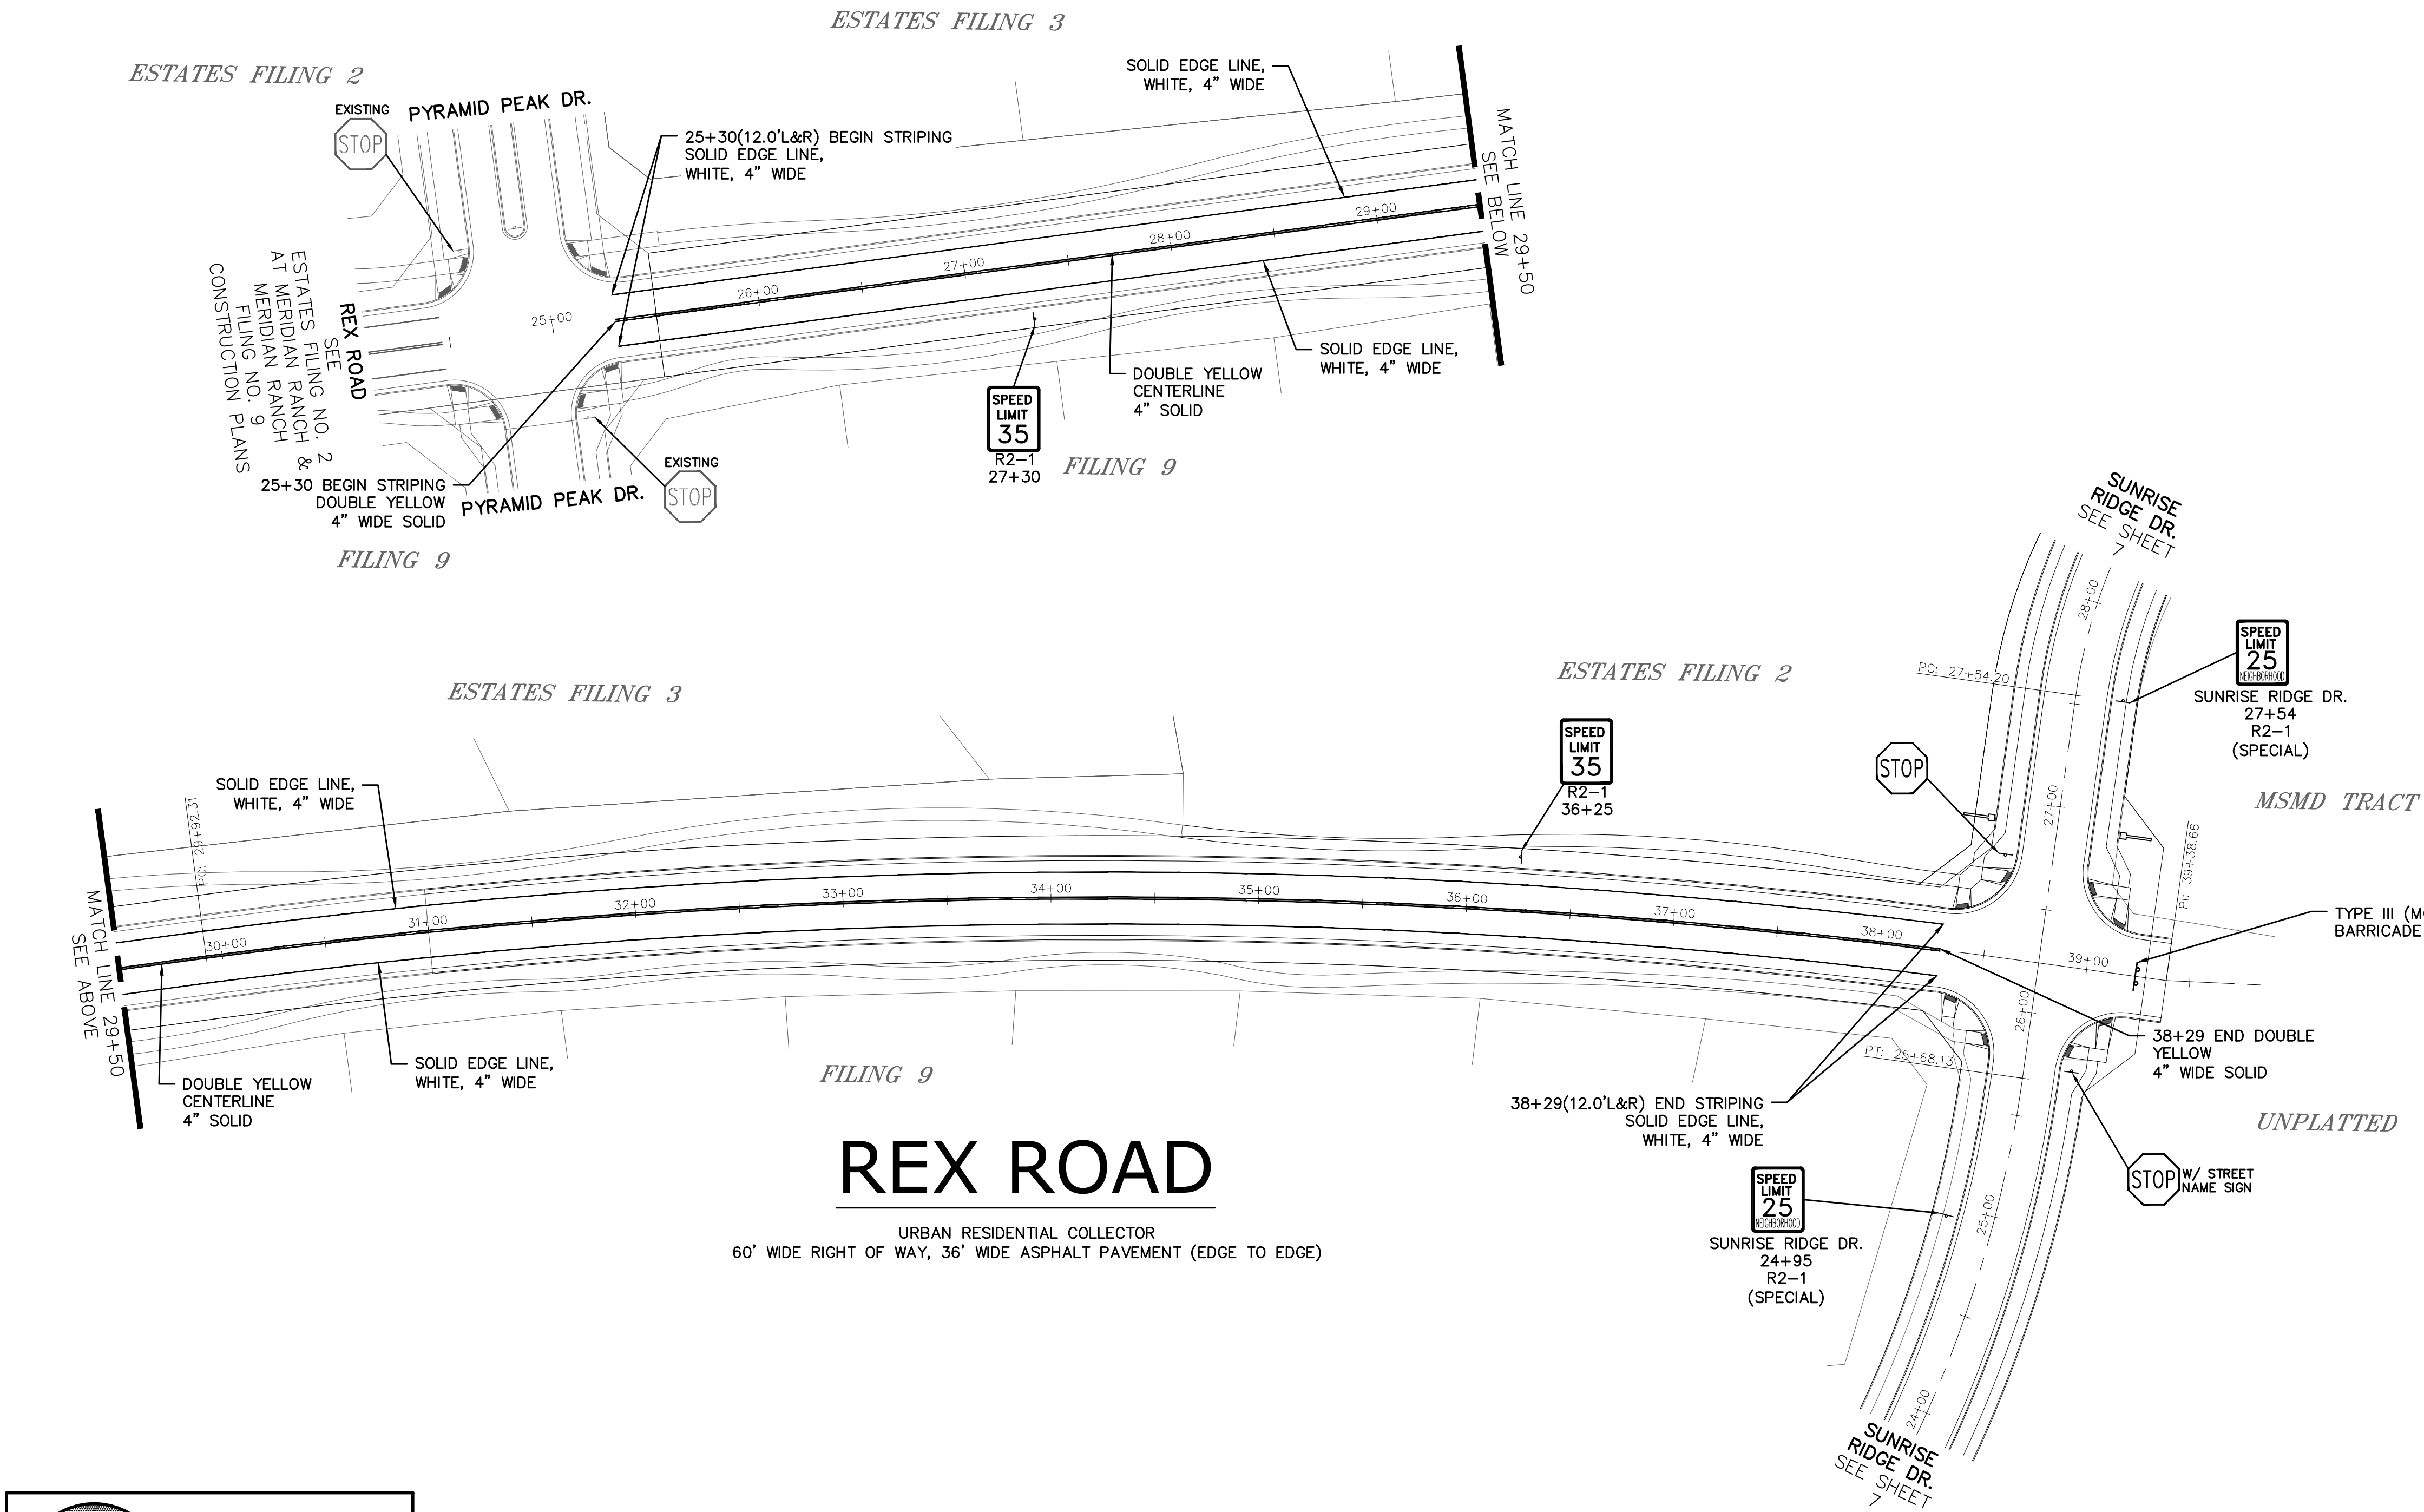 ESTATES FILING 3
ESTATES FILING 2
EXISTING
STOP
PYRAMID PEAK DR.
25+30(12.0'L&R) BEGIN STRIPING
SOLID EDGE LINE,
WHITE, 4" WIDE
SOLID EDGE LINE,
WHITE, 4" WIDE
MATCH LINE 29+50
SEE BELOW
25+00
26+00
27+00
28+00
29+00
REX ROAD
SEE
ESTATES FILING NO. 2
AT MERIDIAN RANCH &
MERIDIAN RANCH
FILING NO. 9
CONSTRUCTION PLANS
SOLID EDGE LINE,
WHITE, 4" WIDE
DOUBLE YELLOW
CENTERLINE
4" SOLID
SPEED
LIMIT
35
R2-1
27+30
FILING 9
25+30 BEGIN STRIPING
DOUBLE YELLOW
4" WIDE SOLID
PYRAMID PEAK DR.
EXISTING
STOP
FILING 9
SUNRISE
RIDGE DR.
SEE SHEET
7
28+00
PC: 27+54.20
SPEED
LIMIT
25
NEIGHBORHOOD
SUNRISE RIDGE DR.
27+54
R2-1
(SPECIAL)
ESTATES FILING 2
ESTATES FILING 3
SPEED
LIMIT
35
R2-1
36+25
STOP
27+00
MSMD TRACT
PI: 39+38.66
SOLID EDGE LINE,
WHITE, 4" WIDE
PC: 29+92.31
MATCH LINE 29+50
SEE ABOVE
30+00
31+00
32+00
33+00
34+00
35+00
36+00
37+00
38+00
39+00
TYPE III (M
BARRICADE
26+00
38+29 END DOUBLE
YELLOW
4" WIDE SOLID
PT: 25+68.13
DOUBLE YELLOW
CENTERLINE
4" SOLID
SOLID EDGE LINE,
WHITE, 4" WIDE
FILING 9
38+29(12.0'L&R) END STRIPING
SOLID EDGE LINE,
WHITE, 4" WIDE
UNPLATTED
STOP
W/ STREET
NAME SIGN
REX ROAD
URBAN RESIDENTIAL COLLECTOR
60' WIDE RIGHT OF WAY, 36' WIDE ASPHALT PAVEMENT (EDGE TO EDGE)
SPEED
LIMIT
25
NEIGHBORHOOD
SUNRISE RIDGE DR.
24+95
R2-1
(SPECIAL)
25+00
24+00
SUNRISE
RIDGE DR.
SEE SHEET
7